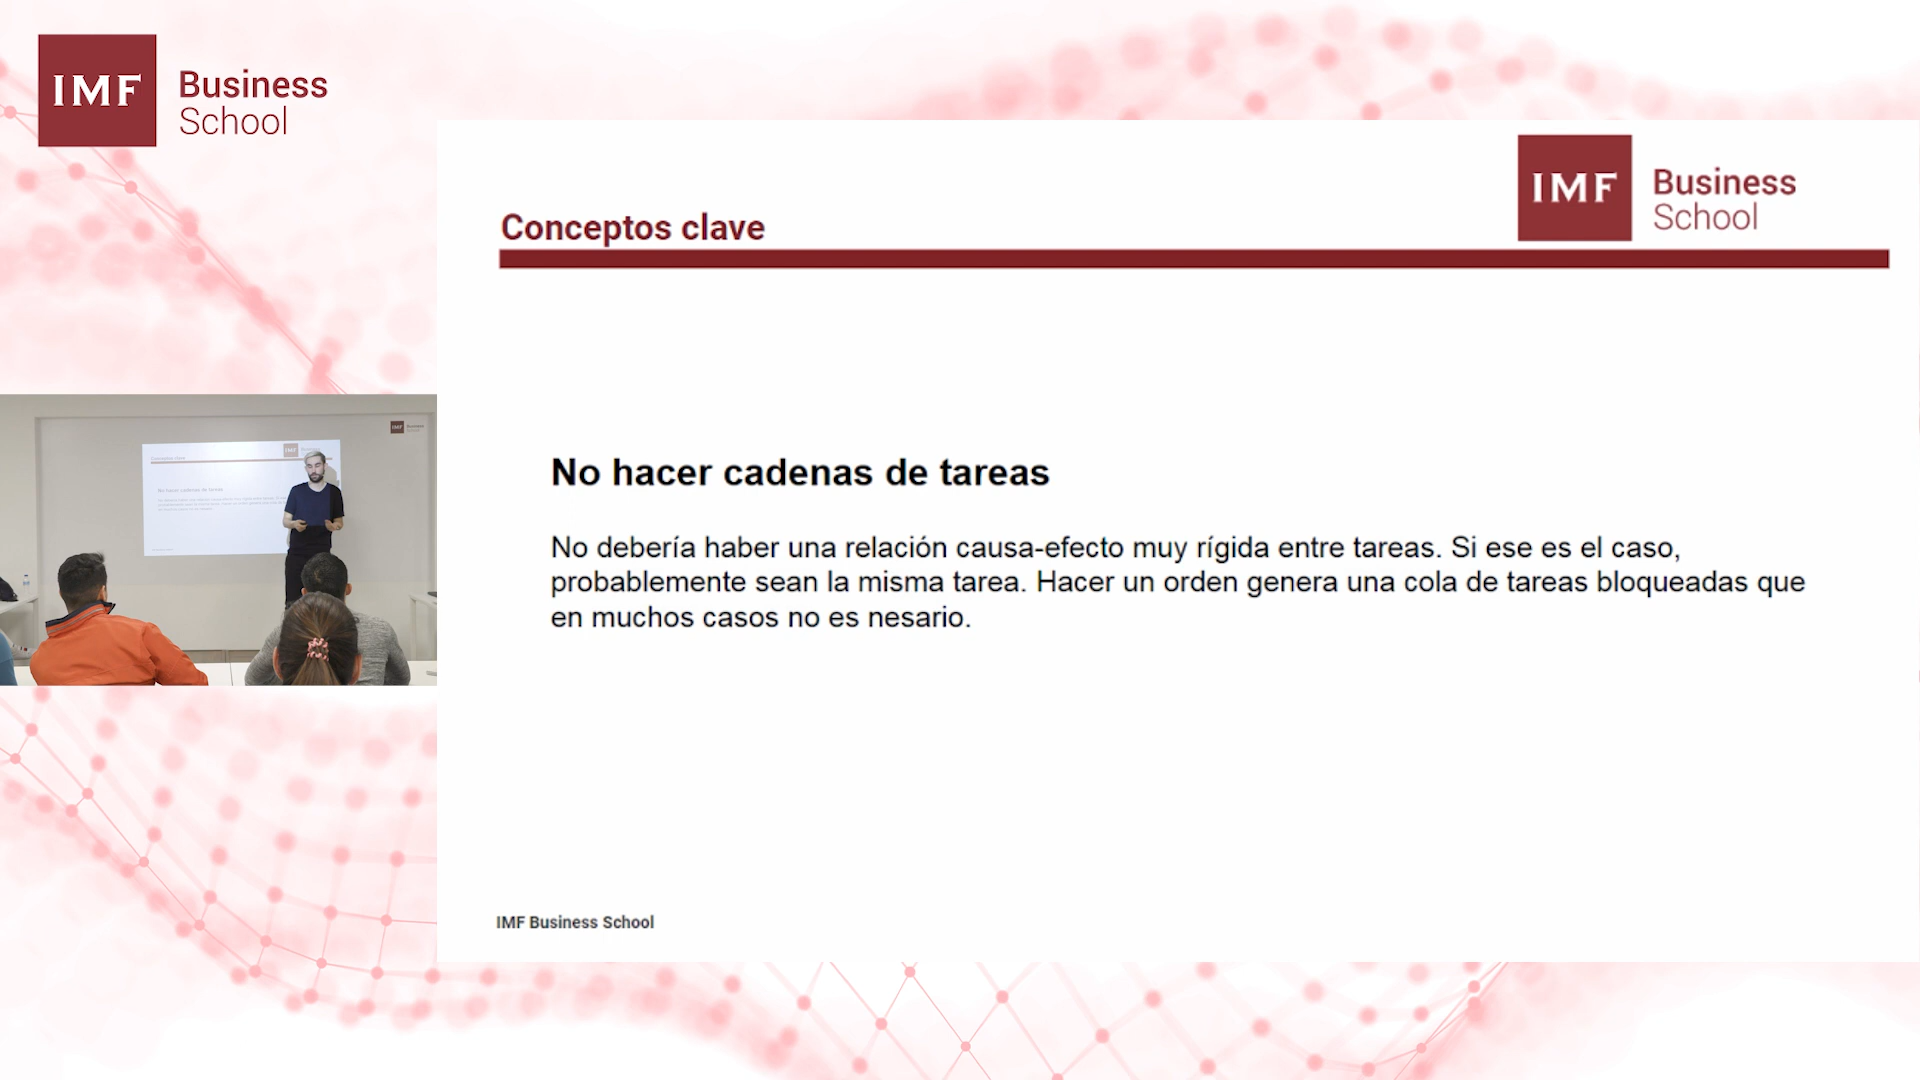 IMF Business
School
IMF Business
School
Conceptos clave
No hacer cadenas de tareas
No debería haber una relación causa-efecto muy rígida entre tareas. Si ese es el caso,
probablemente sean la misma tarea. Hacer un orden genera una cola de tareas bloqueadas que
en muchos casos no es nesario.
IMF Business School